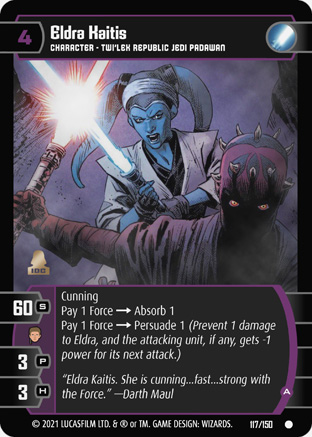 4
Eldra Kaitis
CHARACTER - TWI'LEK REPUBLIC JEDI PADAWAN
IDC
60 S
3 P
3 H
Cunning
Pay 1 Force → Absorb 1
Pay 1 Force → Persuade 1 (Prevent 1 damage
to Eldra, and the attacking unit, if any, gets -1
power for its next attack.)
"Eldra Kaitis. She is cunning...fast...strong with
the Force." —Darth Maul
A
© 2021 LUCASFILM LTD. & ® or TM. GAME DESIGN: WIZARDS. 117/150